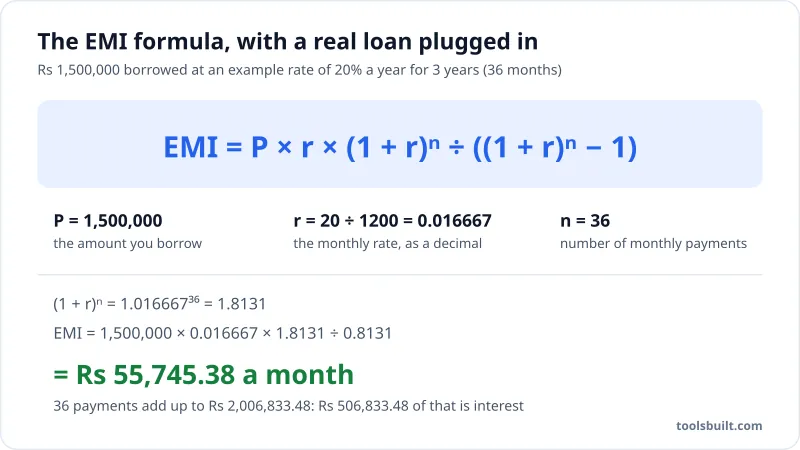 The EMI formula, with a real loan plugged in
Rs 1,500,000 borrowed at an example rate of 20% a year for 3 years (36 months)
EMI = P × r × (1 + r)ⁿ ÷ ((1 + r)ⁿ − 1)
P = 1,500,000
the amount you borrow
r = 20 ÷ 1200 = 0.016667
the monthly rate, as a decimal
n = 36
number of monthly payments
(1 + r)ⁿ = 1.016667³⁶ = 1.8131
EMI = 1,500,000 × 0.016667 × 1.8131 ÷ 0.8131
= Rs 55,745.38 a month
36 payments add up to Rs 2,006,833.48: Rs 506,833.48 of that is interest
toolsbuilt.com